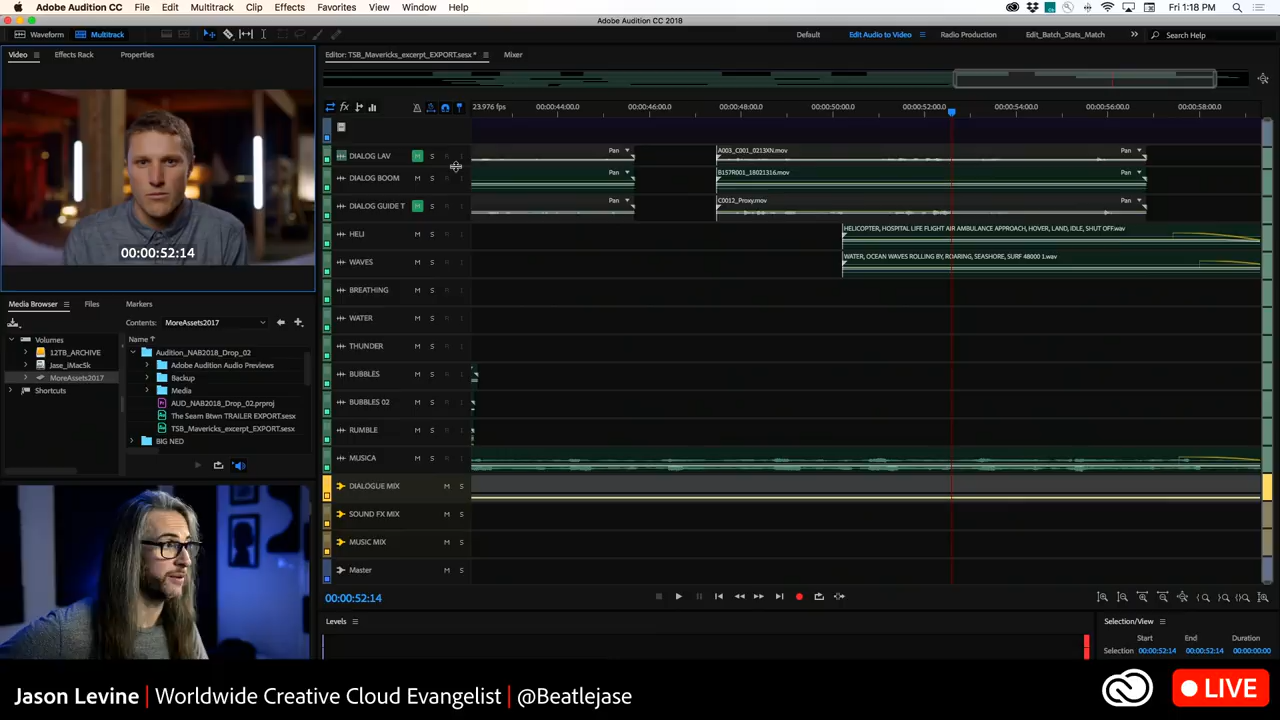 Adobe Audition CC File Edit Multitrack Clip Effects Favorites View Window Help Fri 1:18 PM
Adobe Audition CC 2018
Waveform Multitrack Default Edit Audio to Video Radio Production Edit_Batch_Stats_Match Search Help
Video Effects Rack Properties
Editor: TSB_Mavericks_excerpt_EXPORT.sesx * Mixer
23.976 fps 00:00:44:00 00:00:46:00 00:00:48:00 00:00:50:00 00:00:52:00 00:00:54:00 00:00:56:00 00:00:58:00
DIALOG LAV M S R I Pan A003_C001_0213XN.mov Pan
DIALOG BOOM M S R I Pan B157R001_18021316.mov Pan
DIALOG GUIDE T M S R I Pan C0012_Proxy.mov Pan
HELI M S R I HELICOPTER, HOSPITAL LIFE FLIGHT AIR AMBULANCE APPROACH, HOVER, LAND, IDLE, SHUT OFF.wav
WAVES M S R I WATER, OCEAN WAVES ROLLING BY, ROARING, SEASHORE, SURF 48000 1.wav
BREATHING M S R I
WATER M S R I
THUNDER M S R I
BUBBLES M S R I
BUBBLES 02 M S R I
RUMBLE M S R I
MUSICA M S R I
DIALOGUE MIX M S
SOUND FX MIX M S
MUSIC MIX M S
Master M S
00:00:52:14
00:00:52:14
Media Browser Files Markers
Contents: MoreAssets2017
Volumes
12TB_ARCHIVE
Jase_iMac5k
MoreAssets2017
Shortcuts
Name
Audition_NAB2018_Drop_02
Adobe Audition Audio Previews
Backup
Media
AUD_NAB2018_Drop_02.prproj
The Seam Btwn TRAILER EXPORT.sesx
TSB_Mavericks_excerpt_EXPORT.sesx
BIG NED
Levels
Selection/View
Start End Duration
Selection 00:00:52:14 00:00:52:14 00:00:00:00
Jason Levine | Worldwide Creative Cloud Evangelist | @Beatlejase
LIVE